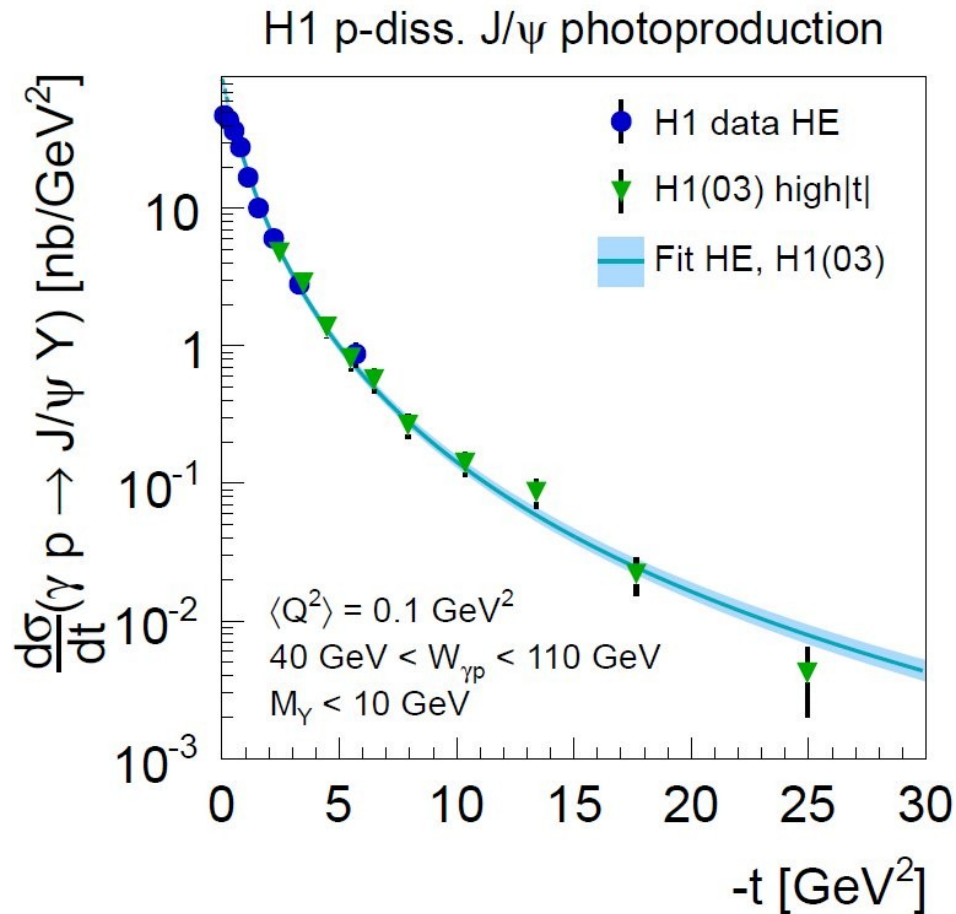 H1 p-diss. J/ψ photoproduction
dσ/dt(γ p → J/ψ Y) [nb/GeV²]
H1 data HE
H1(03) high|t|
Fit HE, H1(03)
10
1
10⁻¹
10⁻²
10⁻³
⟨Q²⟩ = 0.1 GeV²
40 GeV < W_γp < 110 GeV
M_Y < 10 GeV
0 5 10 15 20 25 30
-t [GeV²]